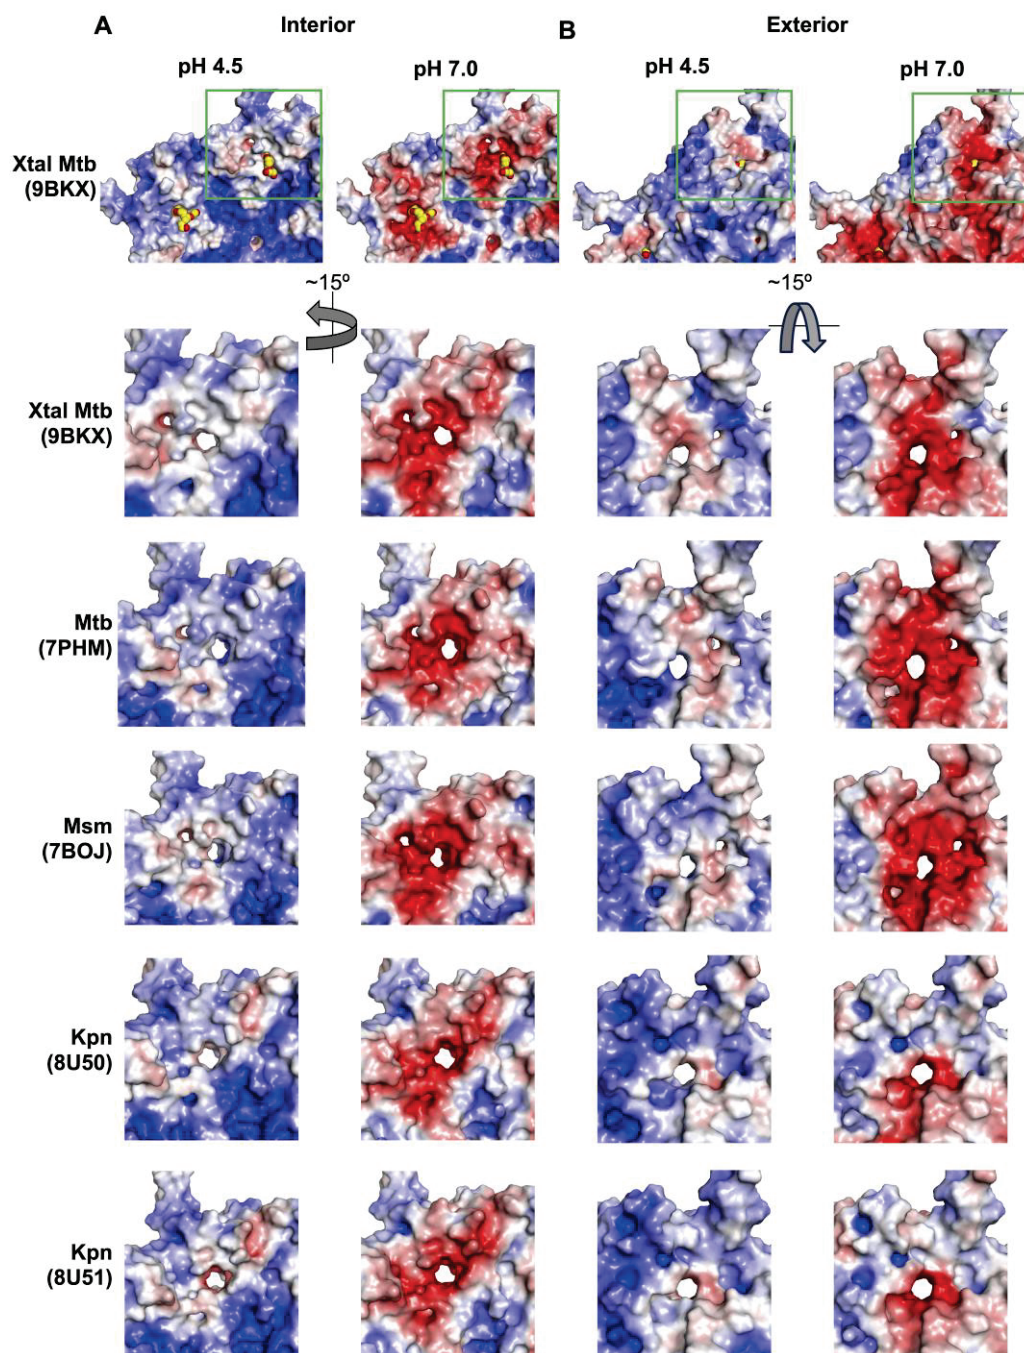 A Interior B Exterior
pH 4.5 pH 7.0 pH 4.5 pH 7.0
Xtal Mtb
(9BKX)
~15º ~15º
Xtal Mtb
(9BKX)
Mtb
(7PHM)
Msm
(7BOJ)
Kpn
(8U50)
Kpn
(8U51)